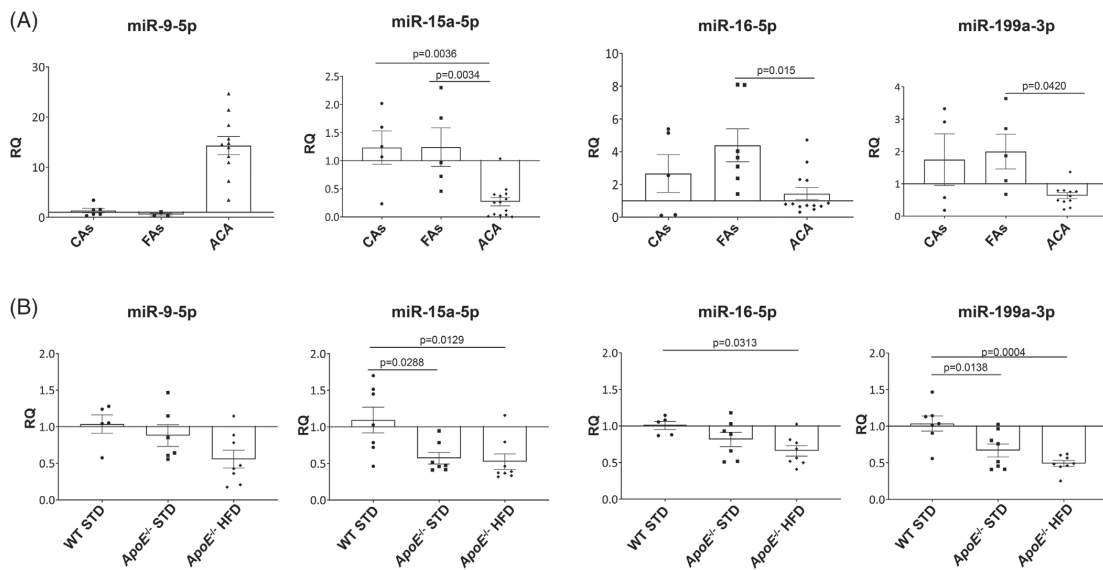 (A)
miR-9-5p
miR-15a-5p
miR-16-5p
miR-199a-3p
RQ
30
20
10
0
CAs
FAs
ACA
p=0.0036
p=0.0034
RQ
2.5
2.0
1.5
1.0
0.5
0.0
CAs
FAs
ACA
p=0.015
RQ
10
8
6
4
2
0
CAs
FAs
ACA
p=0.0420
RQ
4
3
2
1
0
CAs
FAs
ACA
(B)
miR-9-5p
miR-15a-5p
miR-16-5p
miR-199a-3p
RQ
2.0
1.5
1.0
0.5
0.0
WT STD
ApoE-/- STD
ApoE-/- HFD
p=0.0129
p=0.0288
RQ
2.0
1.5
1.0
0.5
0.0
WT STD
ApoE-/- STD
ApoE-/- HFD
p=0.0313
RQ
2.0
1.5
1.0
0.5
0.0
WT STD
ApoE-/- STD
ApoE-/- HFD
p=0.0004
p=0.0138
RQ
2.0
1.5
1.0
0.5
0.0
WT STD
ApoE-/- STD
ApoE-/- HFD